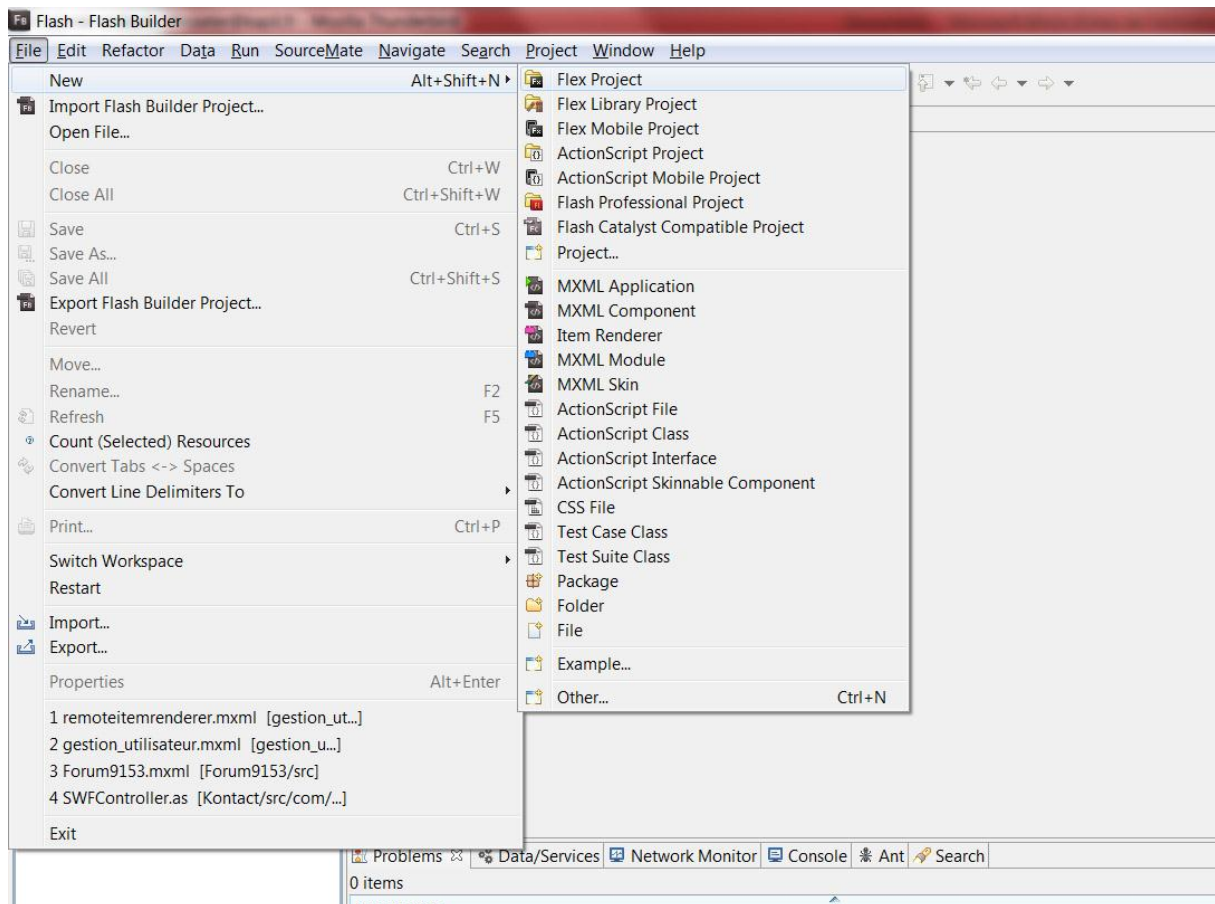 Flash - Flash Builder
File Edit Refactor Data Run SourceMate Navigate Search Project Window Help
New Alt+Shift+N
Import Flash Builder Project...
Open File...
Close Ctrl+W
Close All Ctrl+Shift+W
Save Ctrl+S
Save As...
Save All Ctrl+Shift+S
Export Flash Builder Project...
Revert
Move...
Rename... F2
Refresh F5
Count (Selected) Resources
Convert Tabs <-> Spaces
Convert Line Delimiters To
Print... Ctrl+P
Switch Workspace
Restart
Import...
Export...
Properties Alt+Enter
1 remoteitemrenderer.mxml [gestion_ut...]
2 gestion_utilisateur.mxml [gestion_u...]
3 Forum9153.mxml [Forum9153/src]
4 SWFController.as [Kontact/src/com/...]
Exit
Flex Project
Flex Library Project
Flex Mobile Project
ActionScript Project
ActionScript Mobile Project
Flash Professional Project
Flash Catalyst Compatible Project
Project...
MXML Application
MXML Component
Item Renderer
MXML Module
MXML Skin
ActionScript File
ActionScript Class
ActionScript Interface
ActionScript Skinnable Component
CSS File
Test Case Class
Test Suite Class
Package
Folder
File
Example...
Other... Ctrl+N
Problems Data/Services Network Monitor Console Ant Search
0 items